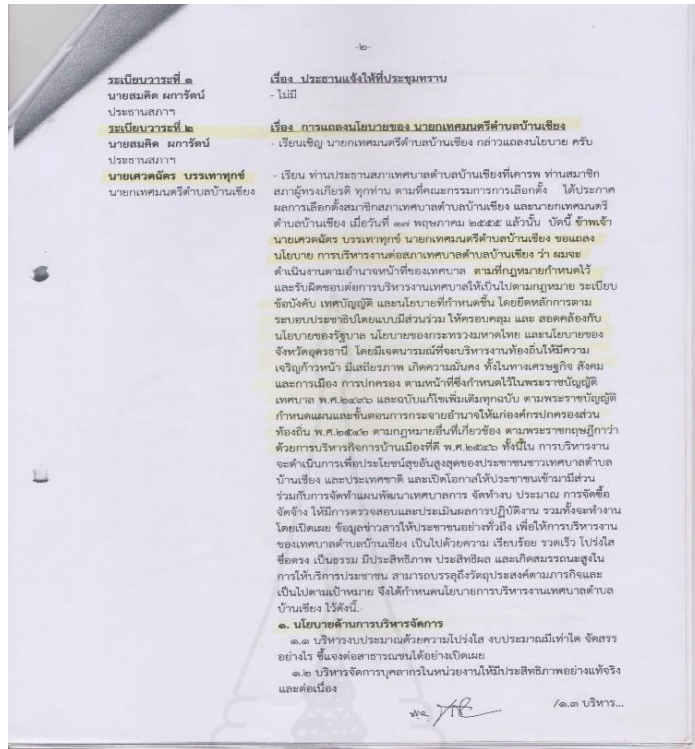 -๒-
ระเบียบวาระที่ ๑ เรื่อง ประธานแจ้งให้ที่ประชุมทราบ
นายสมคิด ผการัตน์ - ไม่มี
ประธานสภาฯ
ระเบียบวาระที่ ๒ เรื่อง การแถลงนโยบายของ นายกเทศมนตรีตำบลบ้านเชียง
นายสมคิด ผการัตน์ - เรียนเชิญ นายกเทศมนตรีตำบลบ้านเชียง กล่าวแถลงนโยบาย ครับ
ประธานสภาฯ
นายเศวตฉัตร บรรเทาทุกข์ - เรียน ท่านประธานสภาเทศบาลตำบลบ้านเชียงที่เคารพ ท่านสมาชิก
นายกเทศมนตรีตำบลบ้านเชียง สภาผู้ทรงเกียรติ ทุกท่าน ตามที่คณะกรรมการการเลือกตั้ง ได้ประกาศ
ผลการเลือกตั้งสมาชิกสภาเทศบาลตำบลบ้านเชียง และนายกเทศมนตรี
ตำบลบ้านเชียง เมื่อวันที่ ๑๗ พฤษภาคม ๒๕๕๕ แล้วนั้น บัดนี้ ข้าพเจ้า
นายเศวตฉัตร บรรเทาทุกข์ นายกเทศมนตรีตำบลบ้านเชียง ขอแถลง
นโยบาย การบริหารงานต่อสภาเทศบาลตำบลบ้านเชียง ว่า ผมจะ
ดำเนินงานตามอำนาจหน้าที่ของเทศบาล ตามที่กฎหมายกำหนดไว้
และรับผิดชอบต่อการบริหารงานเทศบาลให้เป็นไปตามกฎหมาย ระเบียบ
ข้อบังคับ เทศบัญญัติ และนโยบายที่กำหนดขึ้น โดยยึดหลักการตาม
ระบอบประชาธิปไตยแบบมีส่วนร่วม ให้ครอบคลุม และ สอดคล้องกับ
นโยบายของรัฐบาล นโยบายของกระทรวงมหาดไทย และนโยบายของ
จังหวัดอุดรธานี โดยมีเจตนารมณ์ที่จะบริหารงานท้องถิ่นให้มีความ
เจริญก้าวหน้า มีเสถียรภาพ เกิดความมั่นคง ทั้งในทางเศรษฐกิจ สังคม
และการเมือง การปกครอง ตามหน้าที่ซึ่งกำหนดไว้ในพระราชบัญญัติ
เทศบาล พ.ศ.๒๔๙๖ และฉบับแก้ไขเพิ่มเติมทุกฉบับ ตามพระราชบัญญัติ
กำหนดแผนและขั้นตอนการกระจายอำนาจให้แก่องค์กรปกครองส่วน
ท้องถิ่น พ.ศ.๒๕๔๒ ตามกฎหมายอื่นที่เกี่ยวข้อง ตามพระราชกฤษฎีกาว่า
ด้วยการบริหารกิจการบ้านเมืองที่ดี พ.ศ.๒๕๔๖ ทั้งนี้ใน การบริหารงาน
จะดำเนินการเพื่อประโยชน์สุขอันสูงสุดของประชาชนชาวเทศบาลตำบล
บ้านเชียง และประเทศชาติ และเปิดโอกาสให้ประชาชนเข้ามามีส่วน
ร่วมกับการจัดทำแผนพัฒนาเทศบาลการ จัดทำงบ ประมาณ การจัดซื้อ
จัดจ้าง ให้มีการตรวจสอบและประเมินผลการปฏิบัติงาน รวมทั้งจะทำงาน
โดยเปิดเผย ข้อมูลข่าวสารให้ประชาชนอย่างทั่วถึง เพื่อให้การบริหารงาน
ของเทศบาลตำบลบ้านเชียง เป็นไปด้วยความ เรียบร้อย รวดเร็ว โปร่งใส
ซื่อตรง เป็นธรรม มีประสิทธิภาพ ประสิทธิผล และเกิดสมรรถนะสูงใน
การให้บริการประชาชน สามารถบรรลุถึงวัตถุประสงค์ตามภารกิจและ
เป็นไปตามเป้าหมาย จึงได้กำหนดนโยบายการบริหารงานเทศบาลตำบล
บ้านเชียง ไว้ดังนี้.-
๑. นโยบายด้านการบริหารจัดการ
๑.๑ บริหารงบประมาณด้วยความโปร่งใส งบประมาณมีเท่าใด จัดสรร
อย่างไร ชี้แจงต่อสาธารณชนได้อย่างเปิดเผย
๑.๒ บริหารจัดการบุคลากรในหน่วยงานให้มีประสิทธิภาพอย่างแท้จริง
และต่อเนื่อง
/๑.๓ บริหาร...